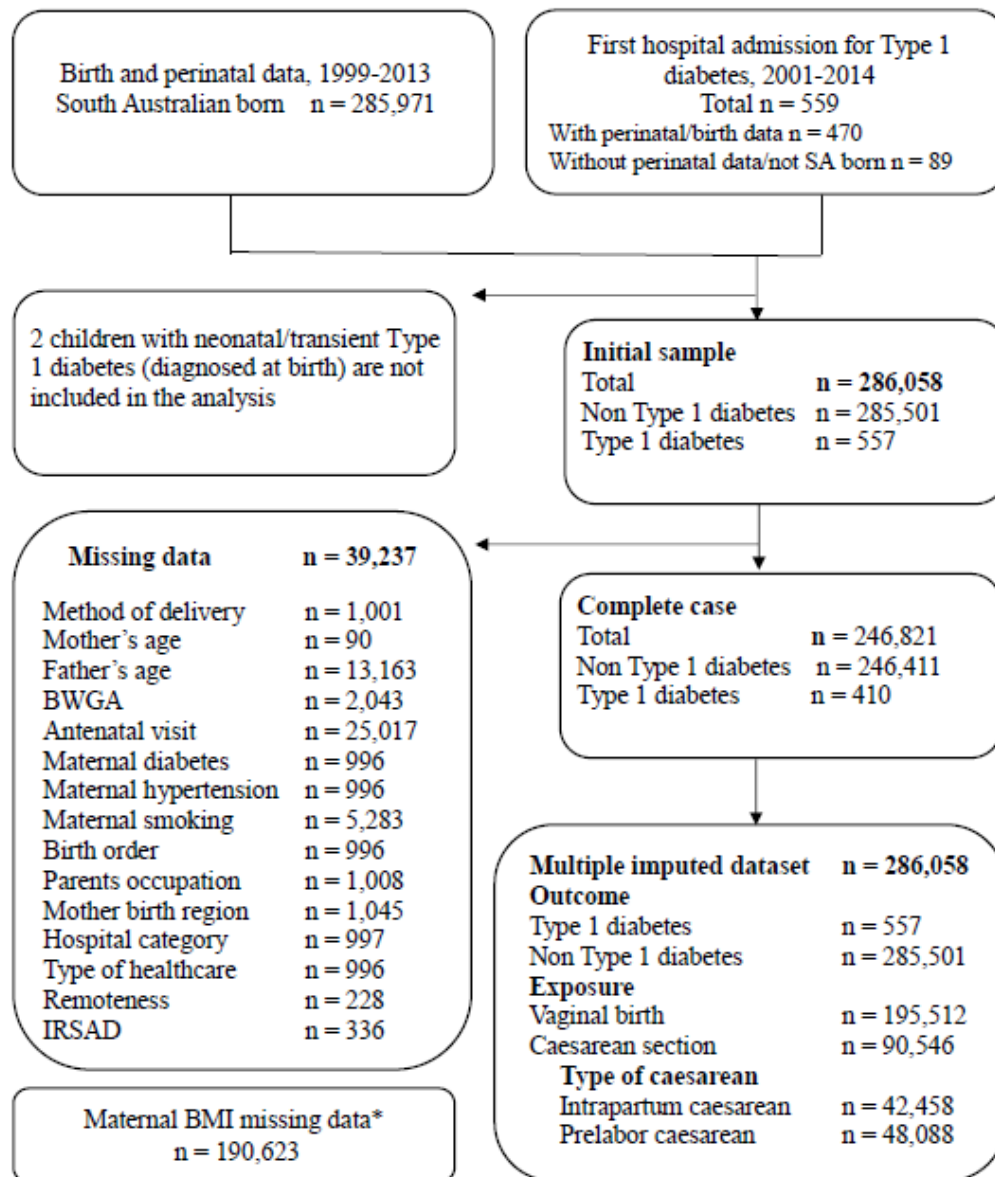 Birth and perinatal data, 1999-2013
South Australian born n = 285,971
First hospital admission for Type 1
diabetes, 2001-2014
Total n = 559
With perinatal/birth data n = 470
Without perinatal data/not SA born n = 89
2 children with neonatal/transient Type
1 diabetes (diagnosed at birth) are not
included in the analysis
Initial sample
Total n = 286,058
Non Type 1 diabetes n = 285,501
Type 1 diabetes n = 557
Missing data n = 39,237
Method of delivery n = 1,001
Mother’s age n = 90
Father’s age n = 13,163
BWGA n = 2,043
Antenatal visit n = 25,017
Maternal diabetes n = 996
Maternal hypertension n = 996
Maternal smoking n = 5,283
Birth order n = 996
Parents occupation n = 1,008
Mother birth region n = 1,045
Hospital category n = 997
Type of healthcare n = 996
Remoteness n = 228
IRSAD n = 336
Complete case
Total n = 246,821
Non Type 1 diabetes n = 246,411
Type 1 diabetes n = 410
Multiple imputed dataset n = 286,058
Outcome
Type 1 diabetes n = 557
Non Type 1 diabetes n = 285,501
Exposure
Vaginal birth n = 195,512
Caesarean section n = 90,546
Type of caesarean
Intrapartum caesarean n = 42,458
Prelabor caesarean n = 48,088
Maternal BMI missing data*
n = 190,623